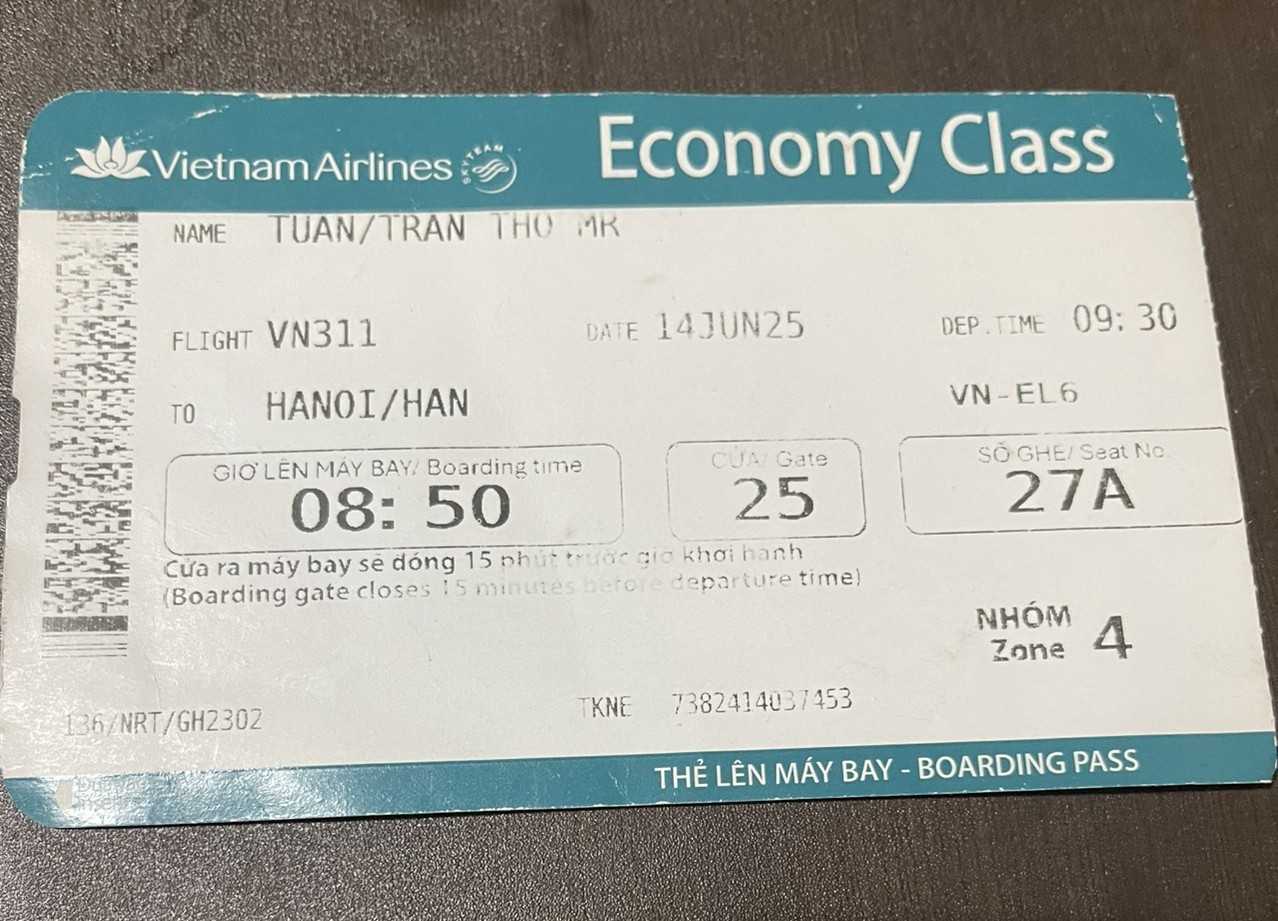 Vietnam Airlines SKYTEAM Economy Class
NAME TUAN/TRAN THO MR
FLIGHT VN311 DATE 14JUN25 DEP.TIME 09:30
TO HANOI/HAN VN-EL6
GIỜ LÊN MÁY BAY/ Boarding time CỬA/ Gate SỐ GHẾ/ Seat No.
08:50 25 27A
Cửa ra máy bay sẽ đóng 15 phút trước giờ khởi hành
(Boarding gate closes 15 minutes before departure time)
NHÓM
Zone 4
136/NRT/GH2302 TKNE 7382414037453
THẺ LÊN MÁY BAY - BOARDING PASS